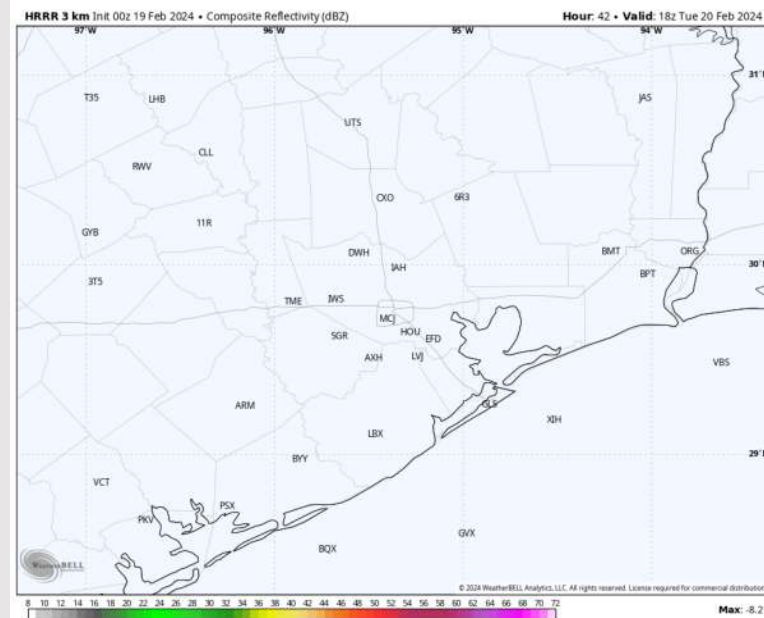 HRRR 3 km Init 00z 19 Feb 2024 • Composite Reflectivity (dBZ) Hour: 42 • Valid: 18z Tue 20 Feb 2024
97°W 96°W 95°W 94°W
31°
T35 LHB JAS
UTS
CLL
RWV
CXO 6R3
11R
GYB
DWH BMT ORG
30°
IAH
BPT
3T5
TME IWS
MCJ
SGR HOU EFD
AXH LVJ VBS
ARM GLS
XIH
LBX
29°
BYY
VCT
PSX
PKV
GVX
BQX
WeatherBELL
© 2024 WeatherBELL Analytics, LLC. All rights reserved. License required for commercial distribution
8 10 12 14 16 18 20 22 24 26 28 30 32 34 36 38 40 42 44 46 48 50 52 54 56 58 60 62 64 66 68 70 72 Max: -8.2